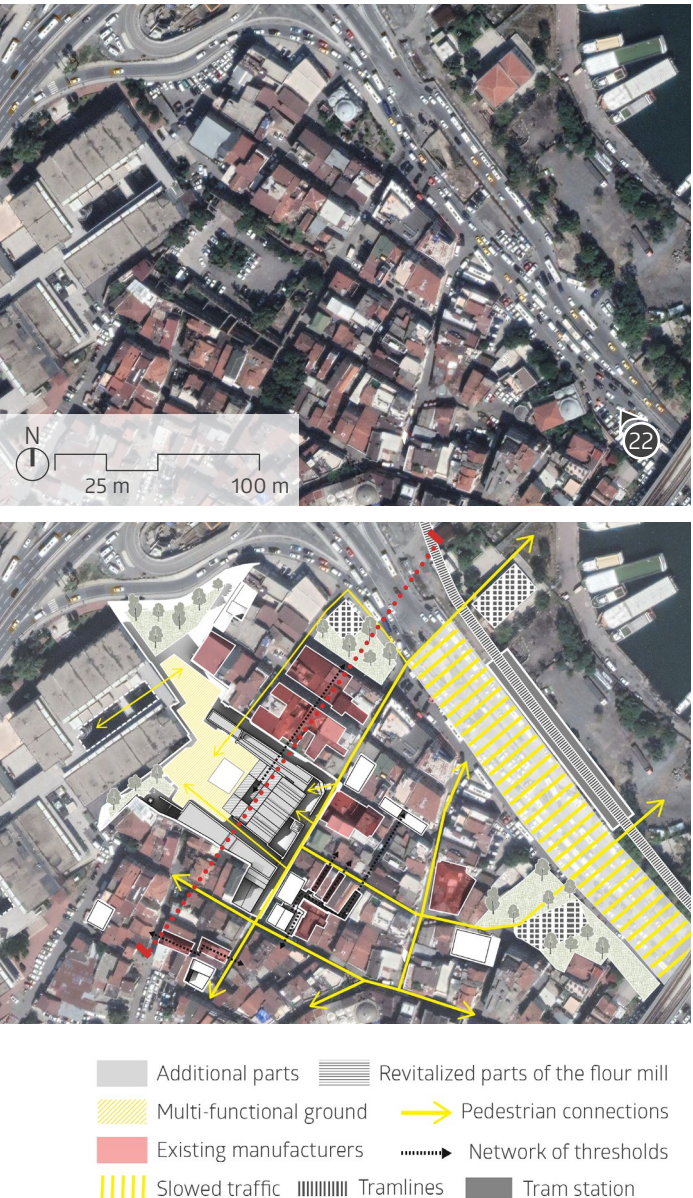 22
N
25 m 100 m
Additional parts Revitalized parts of the flour mill
Multi-functional ground Pedestrian connections
Existing manufacturers Network of thresholds
Slowed traffic Tramlines Tram station